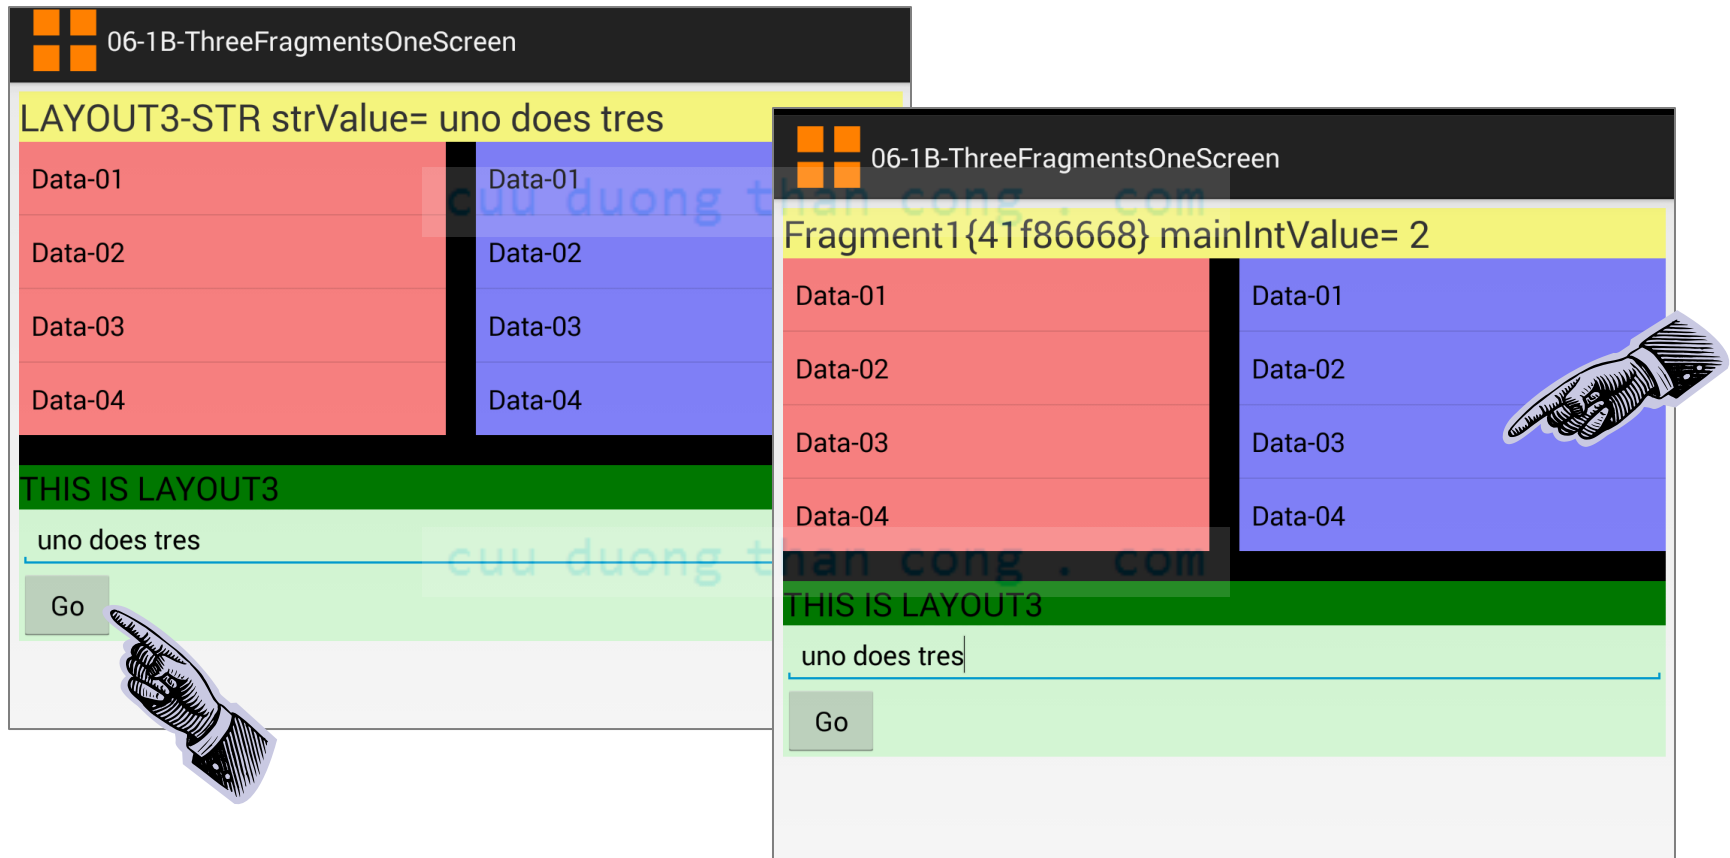 06-1B-ThreeFragmentsOneScreen
LAYOUT3-STR strValue= uno does tres
Data-01
Data-02
Data-03
Data-04
Data-01
Data-02
Data-03
Data-04
THIS IS LAYOUT3
uno does tres
Go
06-1B-ThreeFragmentsOneScreen
Fragment1{41f86668} mainIntValue= 2
Data-01
Data-02
Data-03
Data-04
Data-01
Data-02
Data-03
Data-04
THIS IS LAYOUT3
uno does tres
Go
cuu duong than cong . com
cuu duong than cong . com